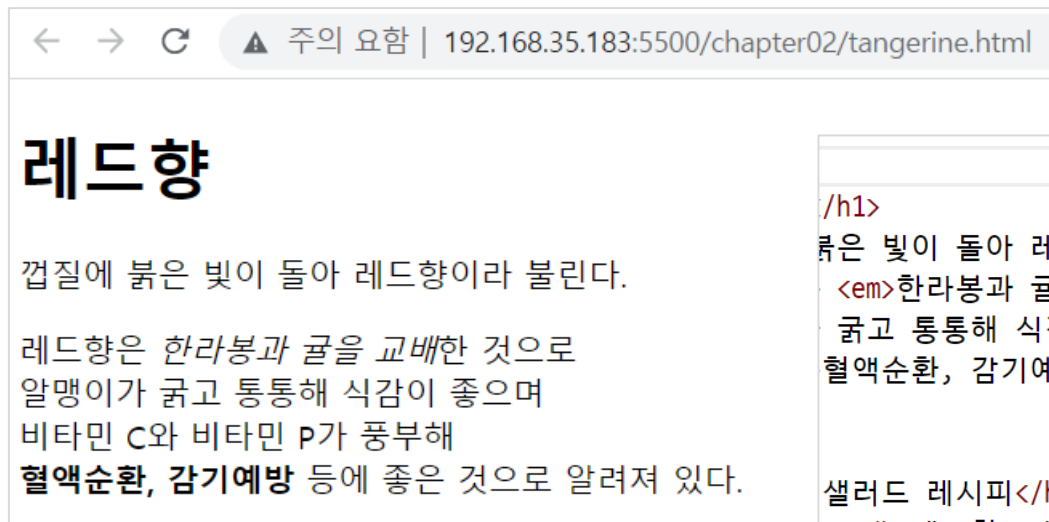 주의 요함 | 192.168.35.183:5500/chapter02/tangerine.html
레드향
껍질에 붉은 빛이 돌아 레드향이라 불린다.
레드향은 한라봉과 귤을 교배한 것으로
알맹이가 굵고 통통해 식감이 좋으며
비타민 C와 비타민 P가 풍부해
혈액순환, 감기예방 등에 좋은 것으로 알려져 있다.
/h1>
붉은 빛이 돌아
<em>한라봉과
굵고 통통해
혈액순환,
샐러드 레시피</